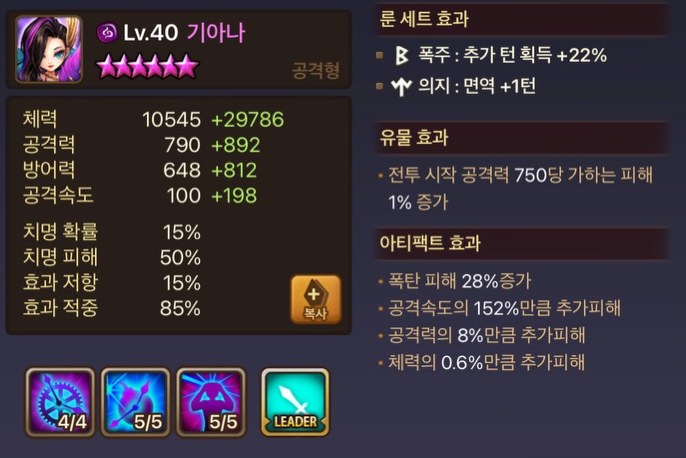 Lv.40 기아나
공격형
체력 10545 +29786
공격력 790 +892
방어력 648 +812
공격속도 100 +198
치명 확률 15%
치명 피해 50%
효과 저항 15%
효과 적중 85%
복사
4/4 5/5 5/5 LEADER
룬 세트 효과
폭주 : 추가 턴 획득 +22%
의지 : 면역 +1턴
유물 효과
• 전투 시작 공격력 750당 가하는 피해
1% 증가
아티팩트 효과
• 폭탄 피해 28%증가
• 공격속도의 152%만큼 추가피해
• 공격력의 8%만큼 추가피해
• 체력의 0.6%만큼 추가피해